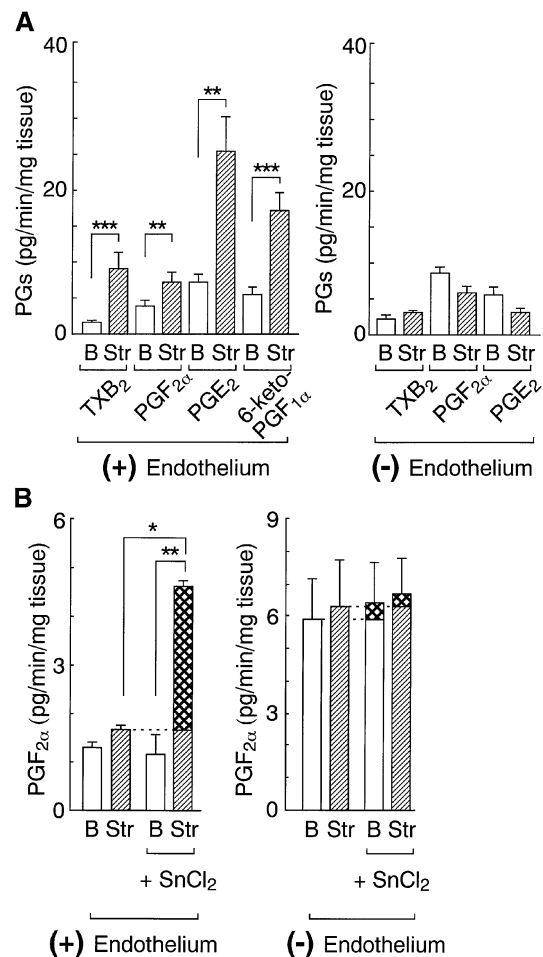 A
40
20
0
PGs (pg/min/mg tissue)
*** ** ** ***
B Str B Str B Str B Str
TXB₂ PGF₂α PGE₂ 6-keto-
PGF₁α
(+) Endothelium
40
20
0
PGs (pg/min/mg tissue)
B Str B Str B Str
TXB₂ PGF₂α PGE₂
(-) Endothelium
B
6
3
0
PGF₂α (pg/min/mg tissue)
*
**
B Str B Str
+ SnCl₂
(+) Endothelium
9
6
3
0
PGF₂α (pg/min/mg tissue)
B Str B Str
+ SnCl₂
(-) Endothelium